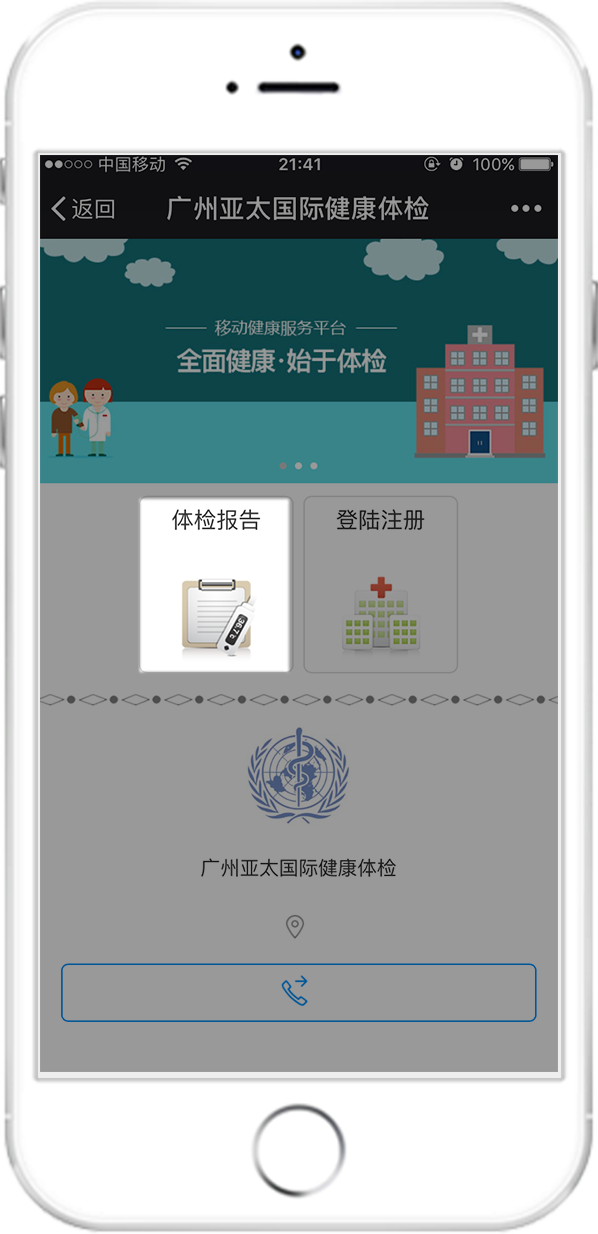 中国移动 21:41 100%
返回 广州亚太国际健康体检
移动健康服务平台
全面健康·始于体检
体检报告 登陆注册
36.7℃
广州亚太国际健康体检